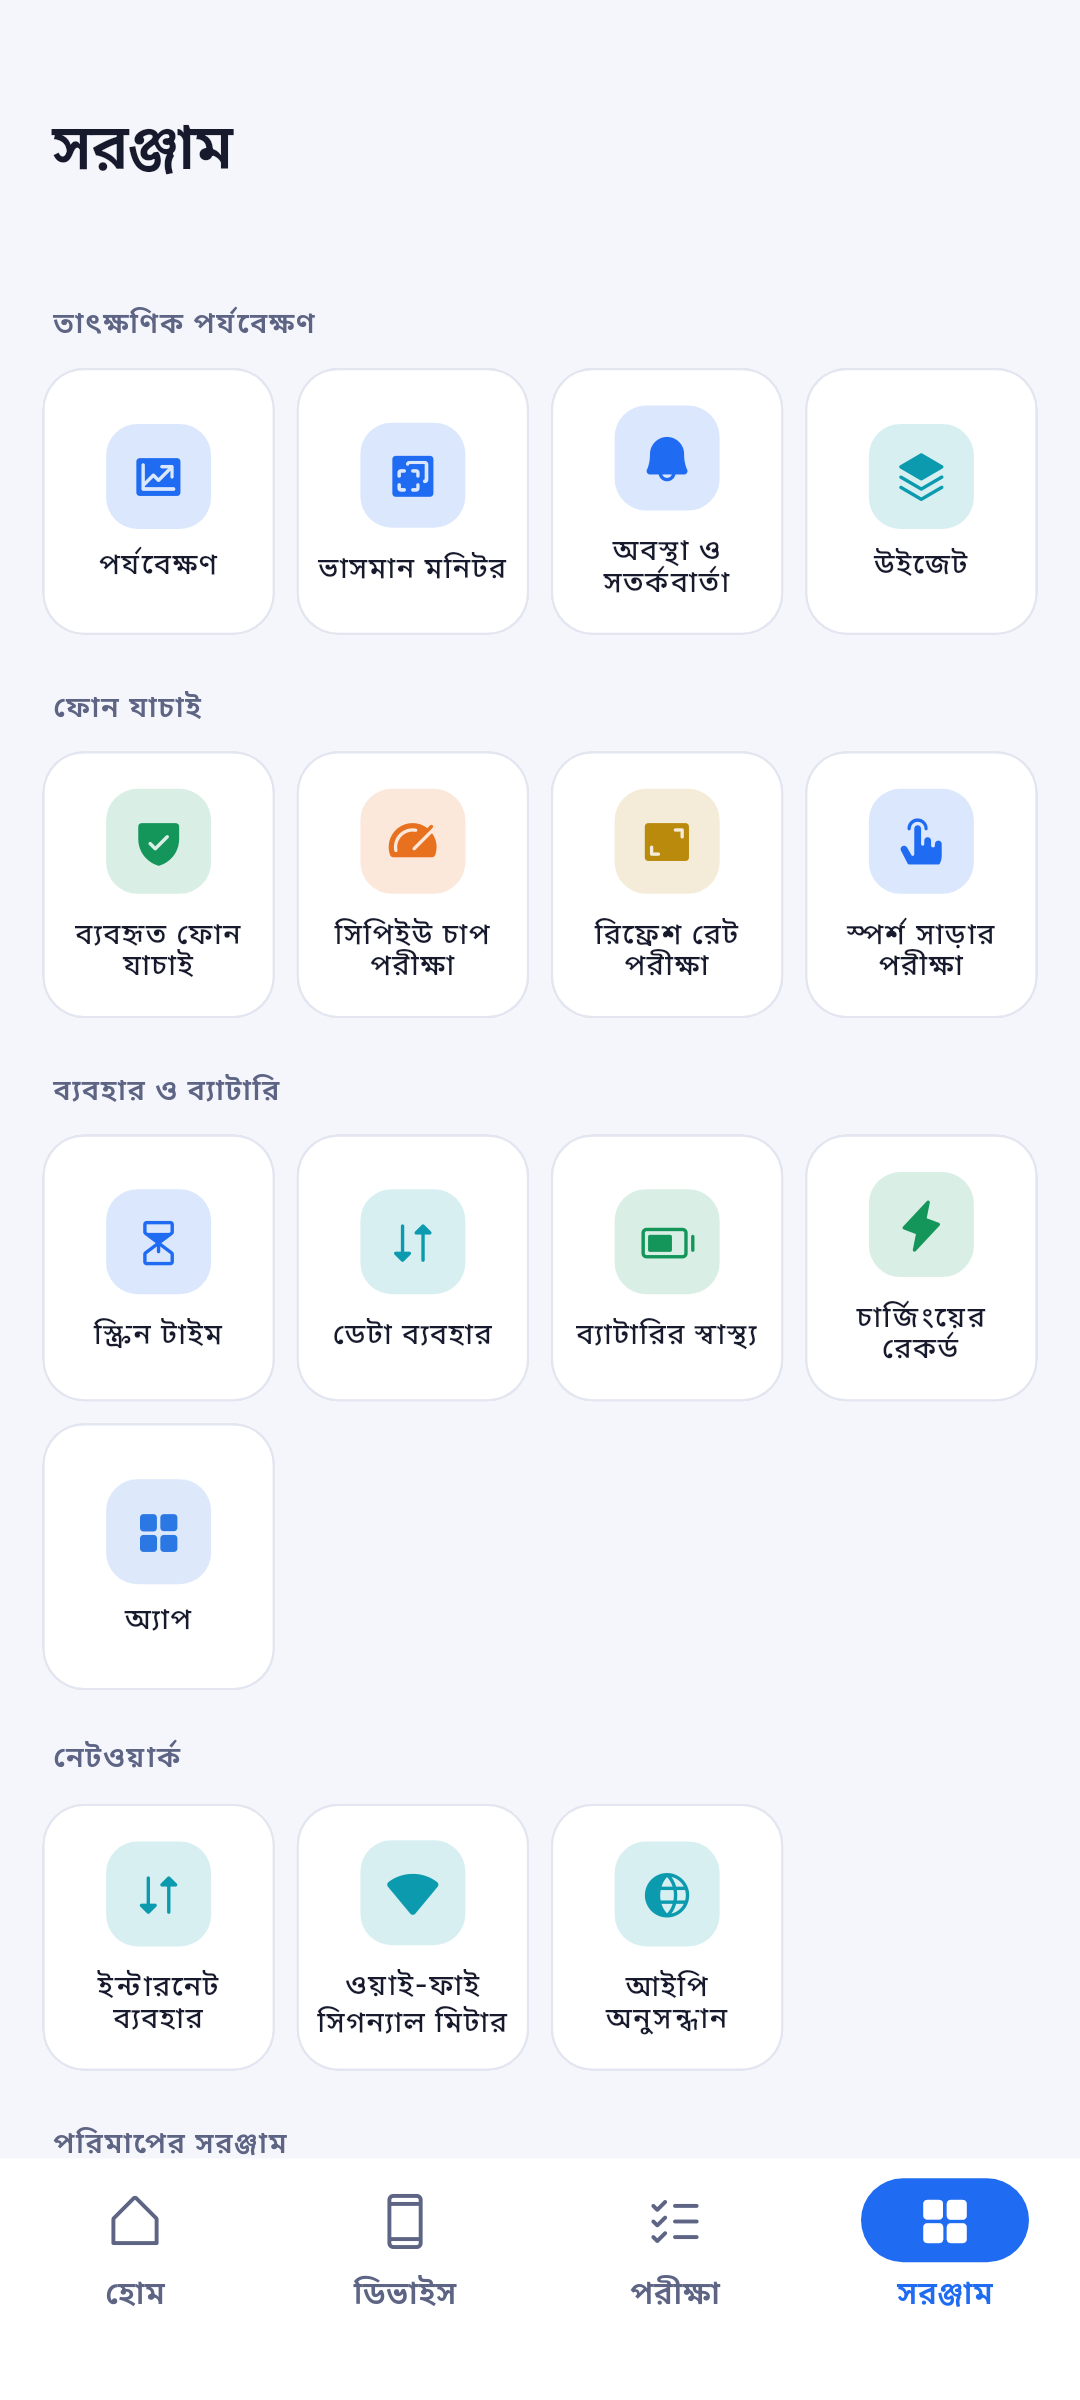 সরঞ্জাম
তাৎক্ষণিক পর্যবেক্ষণ
পর্যবেক্ষণ
ভাসমান মনিটর
অবস্থা ও
সতর্কবার্তা
উইজেট
ফোন যাচাই
ব্যবহৃত ফোন
যাচাই
সিপিইউ চাপ
পরীক্ষা
রিফ্রেশ রেট
পরীক্ষা
স্পর্শ সাড়ার
পরীক্ষা
ব্যবহার ও ব্যাটারি
স্ক্রিন টাইম
ডেটা ব্যবহার
ব্যাটারির স্বাস্থ্য
চার্জিংয়ের
রেকর্ড
অ্যাপ
নেটওয়ার্ক
ইন্টারনেট
ব্যবহার
ওয়াই-ফাই
সিগন্যাল মিটার
আইপি
অনুসন্ধান
পরিমাপের সরঞ্জাম
হোম
ডিভাইস
পরীক্ষা
সরঞ্জাম